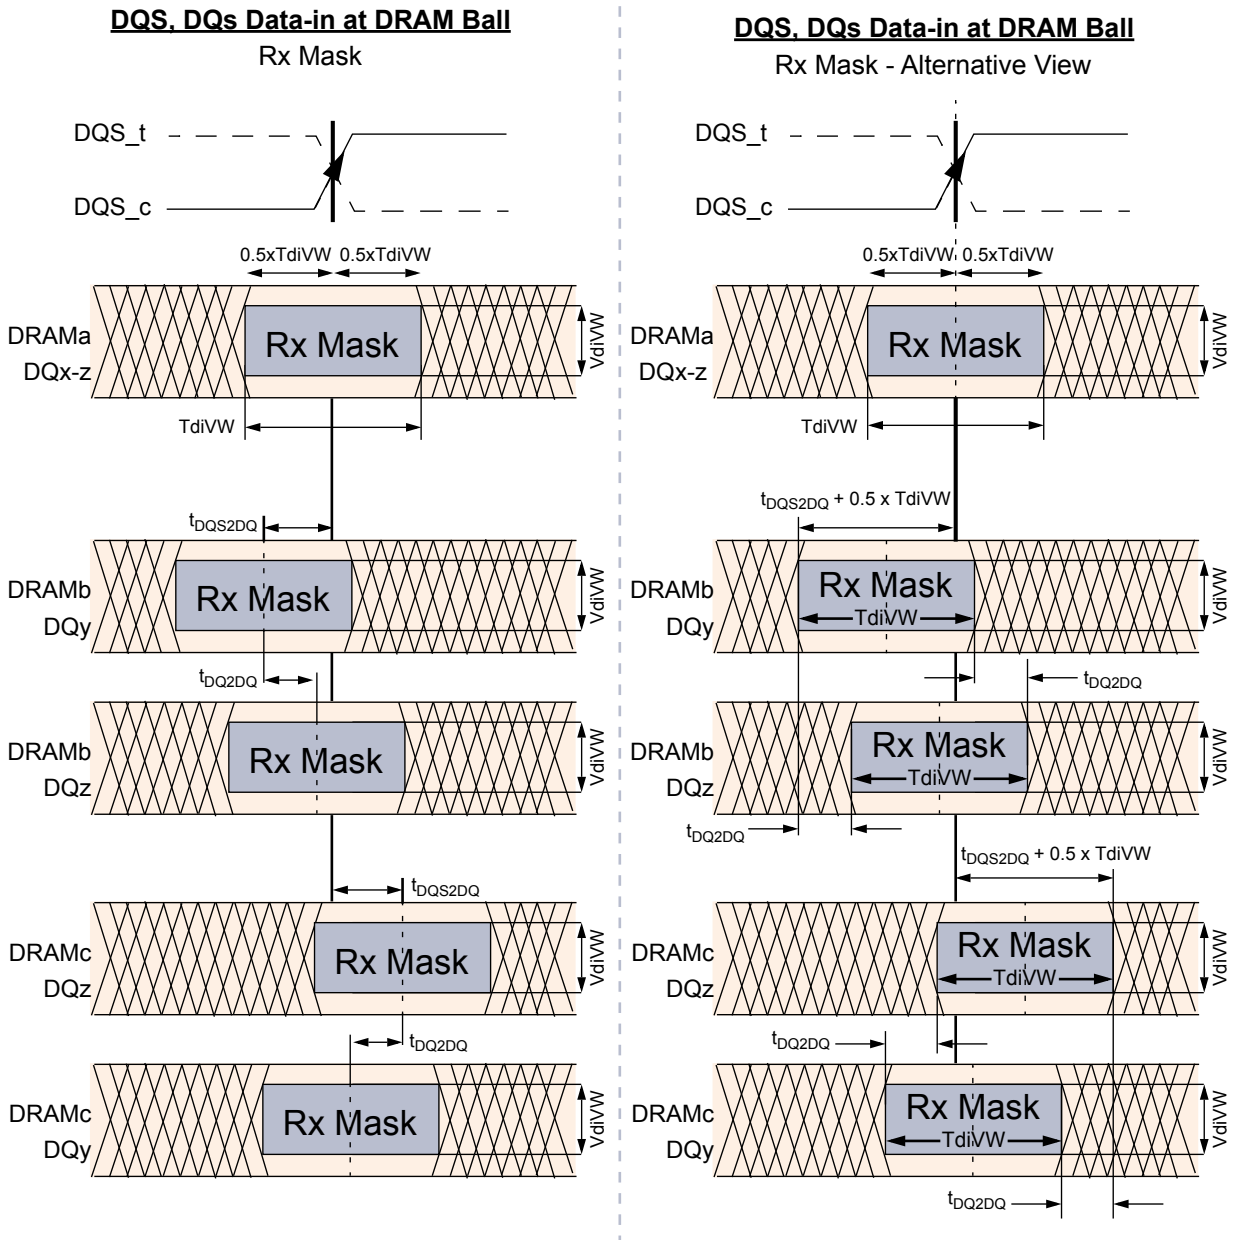 DQS, DQs Data-in at DRAM Ball
Rx Mask
DQS_t
DQS_c
0.5xTdiVW 0.5xTdiVW
DRAMa
DQx-z
Rx Mask
VdiVW
TdiVW
tDQS2DQ
DRAMb
DQy
Rx Mask
VdiVW
tDQ2DQ
DRAMb
DQz
Rx Mask
VdiVW
tDQS2DQ
DRAMc
DQz
Rx Mask
VdiVW
tDQ2DQ
DRAMc
DQy
Rx Mask
VdiVW
DQS, DQs Data-in at DRAM Ball
Rx Mask - Alternative View
DQS_t
DQS_c
0.5xTdiVW 0.5xTdiVW
DRAMa
DQx-z
Rx Mask
VdiVW
TdiVW
tDQS2DQ + 0.5 x TdiVW
DRAMb
DQy
Rx Mask
TdiVW
VdiVW
tDQ2DQ
DRAMb
DQz
Rx Mask
TdiVW
VdiVW
tDQ2DQ
tDQS2DQ + 0.5 x TdiVW
DRAMc
DQz
Rx Mask
TdiVW
VdiVW
tDQ2DQ
DRAMc
DQy
Rx Mask
TdiVW
VdiVW
tDQ2DQ